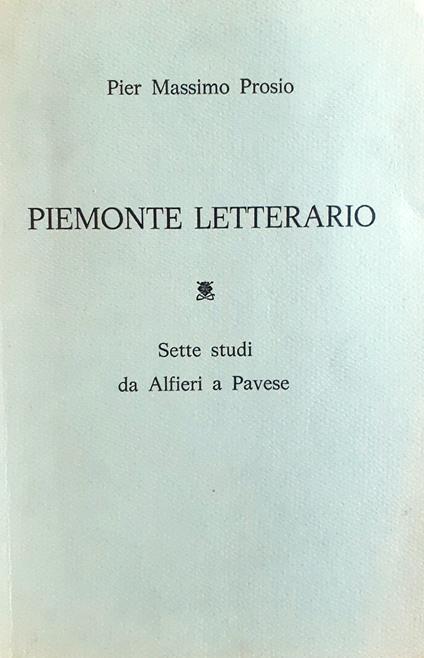 Pier Massimo Prosio
PIEMONTE LETTERARIO
Sette studi
da Alfieri a Pavese